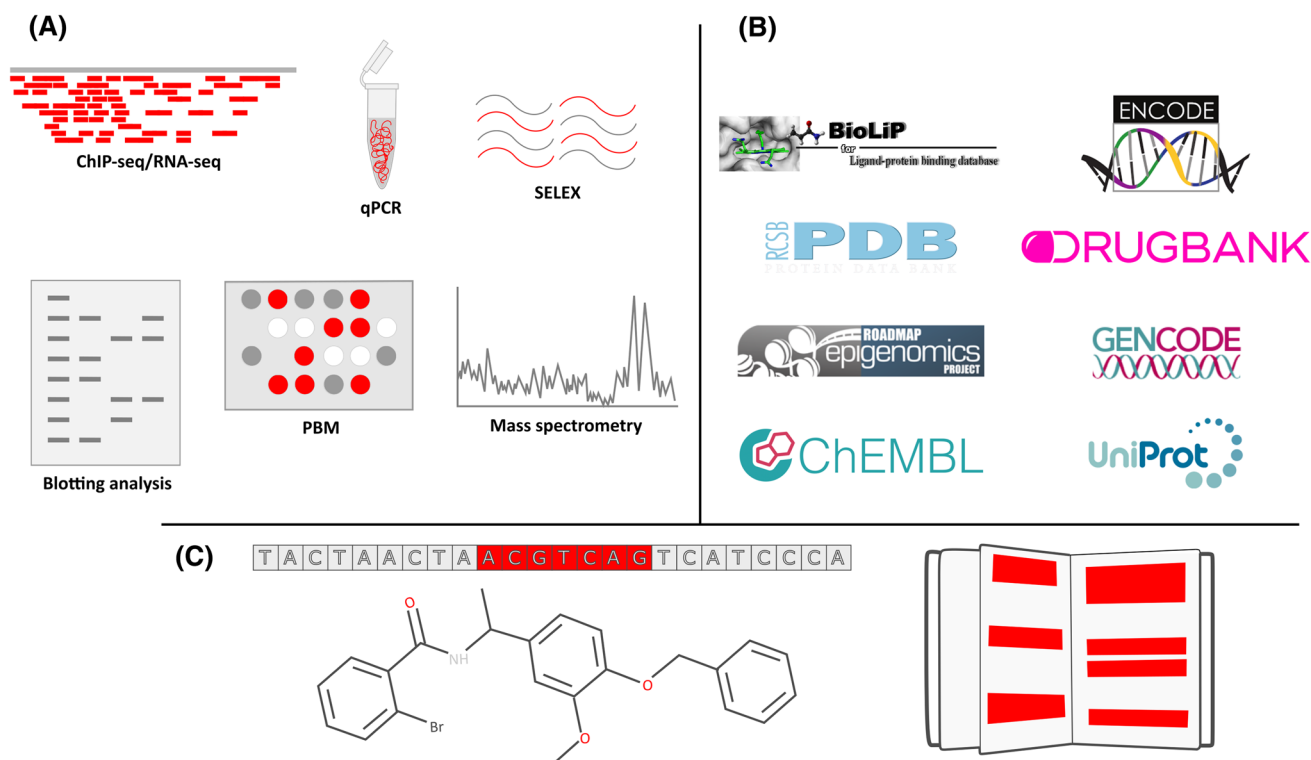 (A)
ChIP-seq/RNA-seq
qPCR
SELEX
Blotting analysis
PBM
Mass spectrometry
(B)
BioLiP
for
Ligand-protein binding database
ENCODE
RCSB
PDB
PROTEIN DATA BANK
DRUGBANK
ROADMAP
epigenomics
PROJECT
GENCODE
ChEMBL
UniProt
(C)
TACTAACTAACGTCAGTCATCCCA
O
NH
Br
O
O